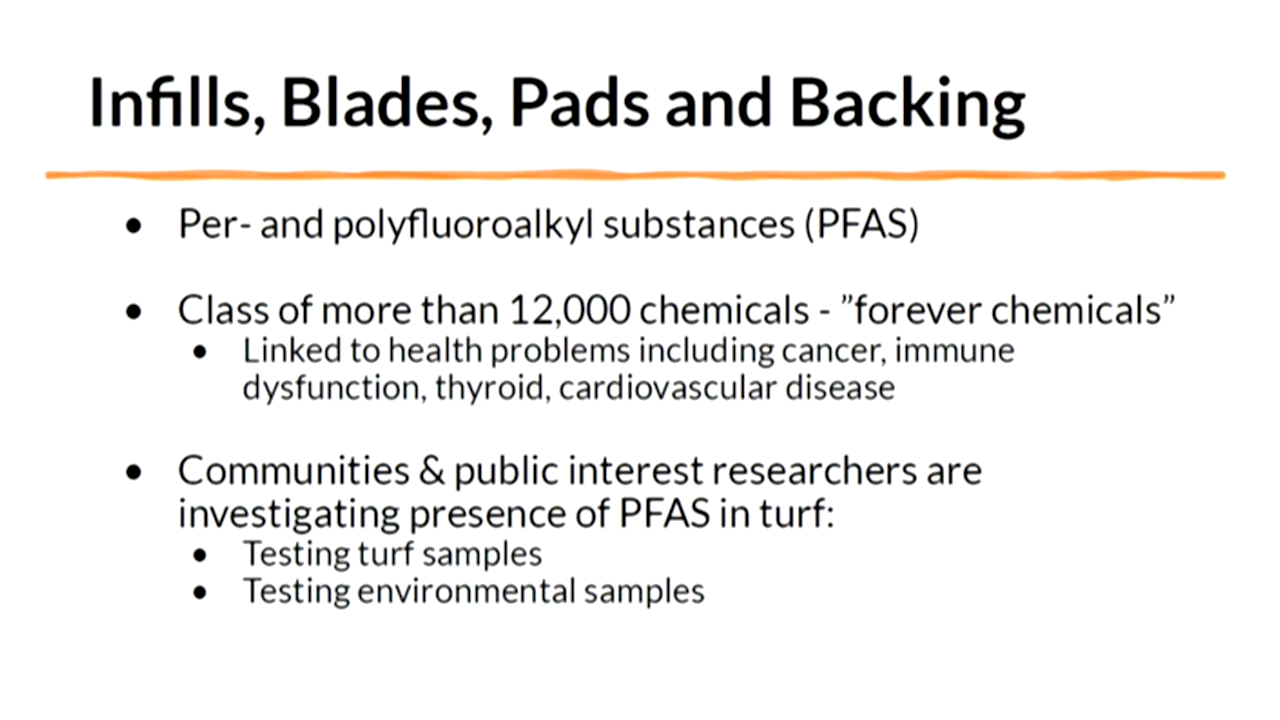 Infills, Blades, Pads and Backing
• Per- and polyfluoroalkyl substances (PFAS)
• Class of more than 12,000 chemicals - ”forever chemicals”
• Linked to health problems including cancer, immune
dysfunction, thyroid, cardiovascular disease
• Communities & public interest researchers are
investigating presence of PFAS in turf:
• Testing turf samples
• Testing environmental samples